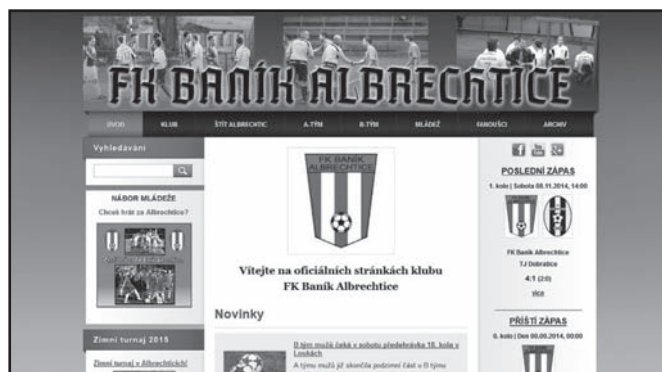 FK BANÍK ALBRECHTICE
ÚVOD KLUB ŠTÍT ALBRECHTIC A-TÝM B-TÝM MLÁDEŽ FANOUŠCI ARCHIV
Vyhledávání
NÁBOR MLÁDEŽE
Chceš hrát za Albrechtice?
Zimní turnaj 2015
Zimní turnaj v Albrechticích!
FK BANÍK
ALBRECHTICE
Vítejte na oficiálních stránkách klubu
FK Baník Albrechtice
Novinky
B tým mužů čeká v sobotu předehrávka 18. kola v
Loukách
A týmu mužů již skončila podzimní část u B týmu
POSLEDNÍ ZÁPAS
1. kolo | Sobota 08.11.2014, 14:00
FK Baník Albrechtice
TJ Dobratice
4:1 (2:0)
více
PŘÍŠTÍ ZÁPAS
0. kolo | Den 00.00.2014, 00:00